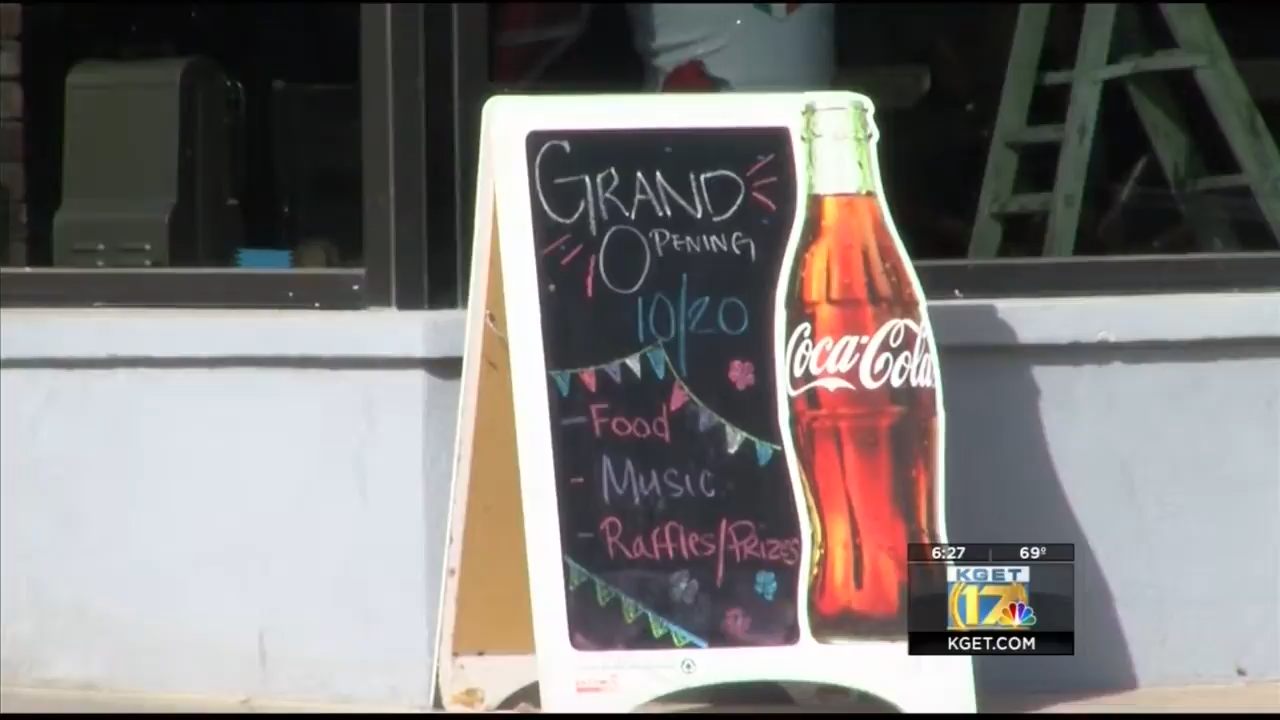 GRAND
OPENING
10/20
- Food
- Music
- Raffles/Prizes
Coca-Cola
6:27 | 69°
KGET
17
KGET.COM